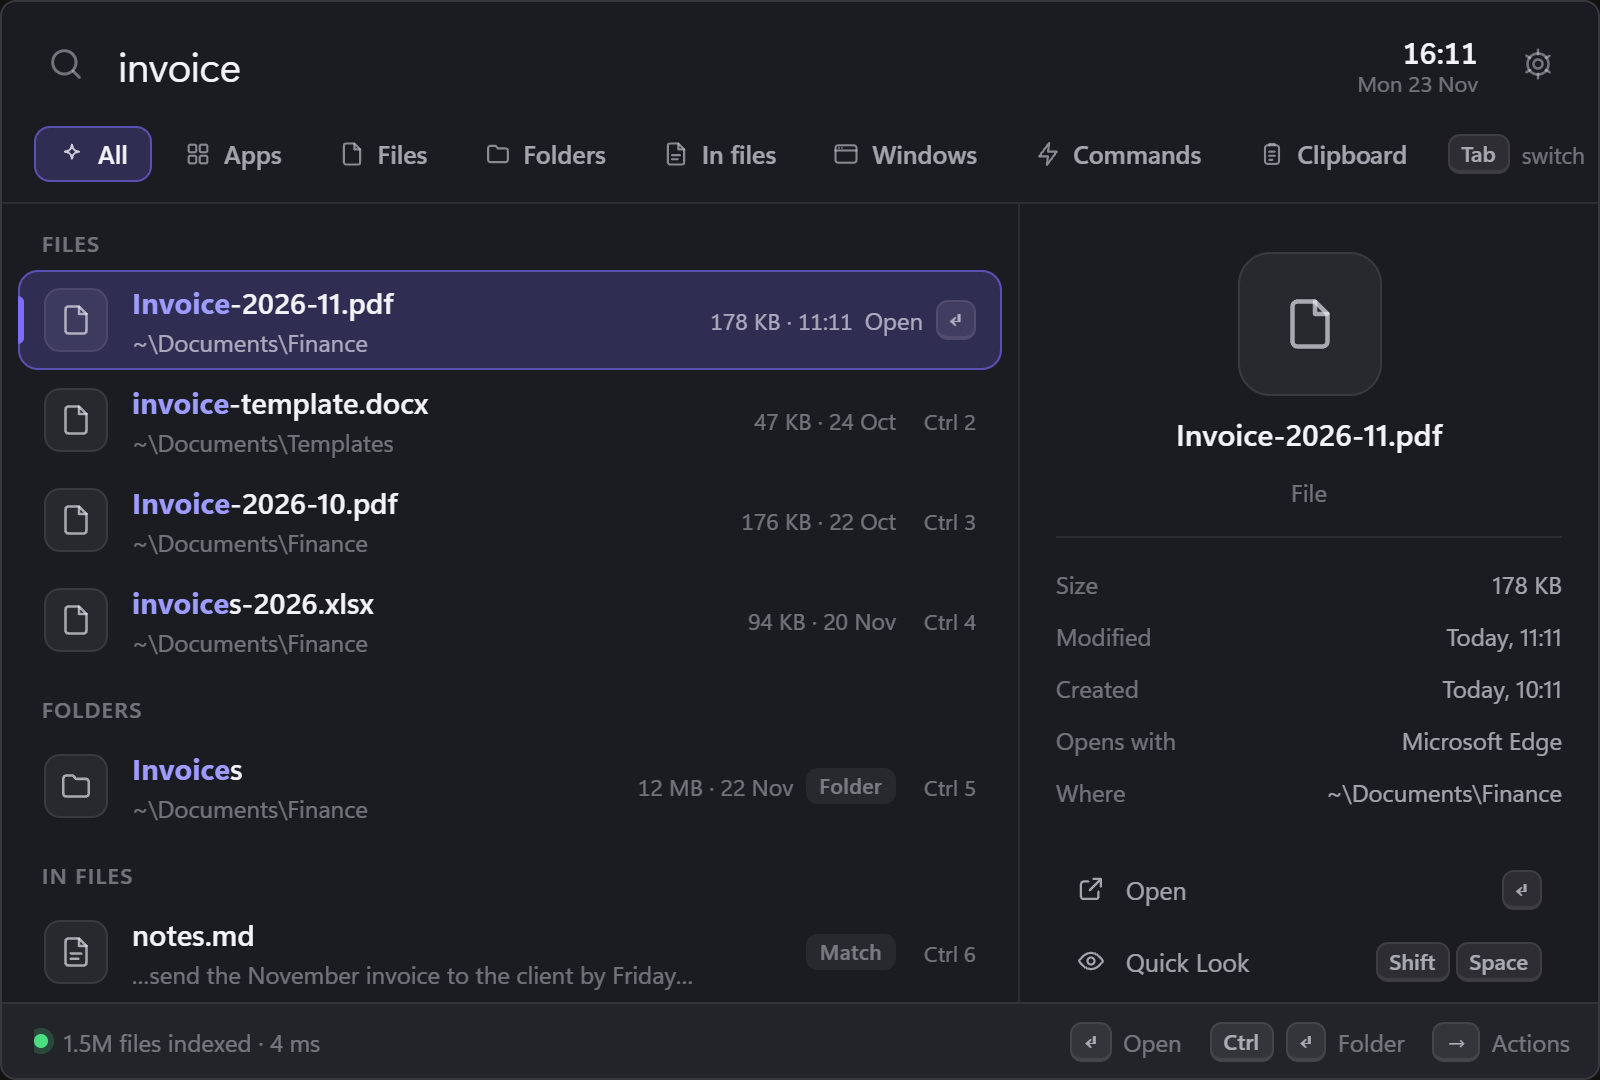 invoice
16:11
Mon 23 Nov
All Apps Files Folders In files Windows Commands Clipboard Tab switch
FILES
Invoice-2026-11.pdf
~\Documents\Finance
178 KB · 11:11 Open
invoice-template.docx
~\Documents\Templates
47 KB · 24 Oct Ctrl 2
Invoice-2026-10.pdf
~\Documents\Finance
176 KB · 22 Oct Ctrl 3
invoices-2026.xlsx
~\Documents\Finance
94 KB · 20 Nov Ctrl 4
FOLDERS
Invoices
~\Documents\Finance
12 MB · 22 Nov Folder Ctrl 5
IN FILES
notes.md
...send the November invoice to the client by Friday...
Match Ctrl 6
Invoice-2026-11.pdf
File
Size 178 KB
Modified Today, 11:11
Created Today, 10:11
Opens with Microsoft Edge
Where ~\Documents\Finance
Open
Quick Look Shift Space
1.5M files indexed · 4 ms
Open Ctrl Folder → Actions